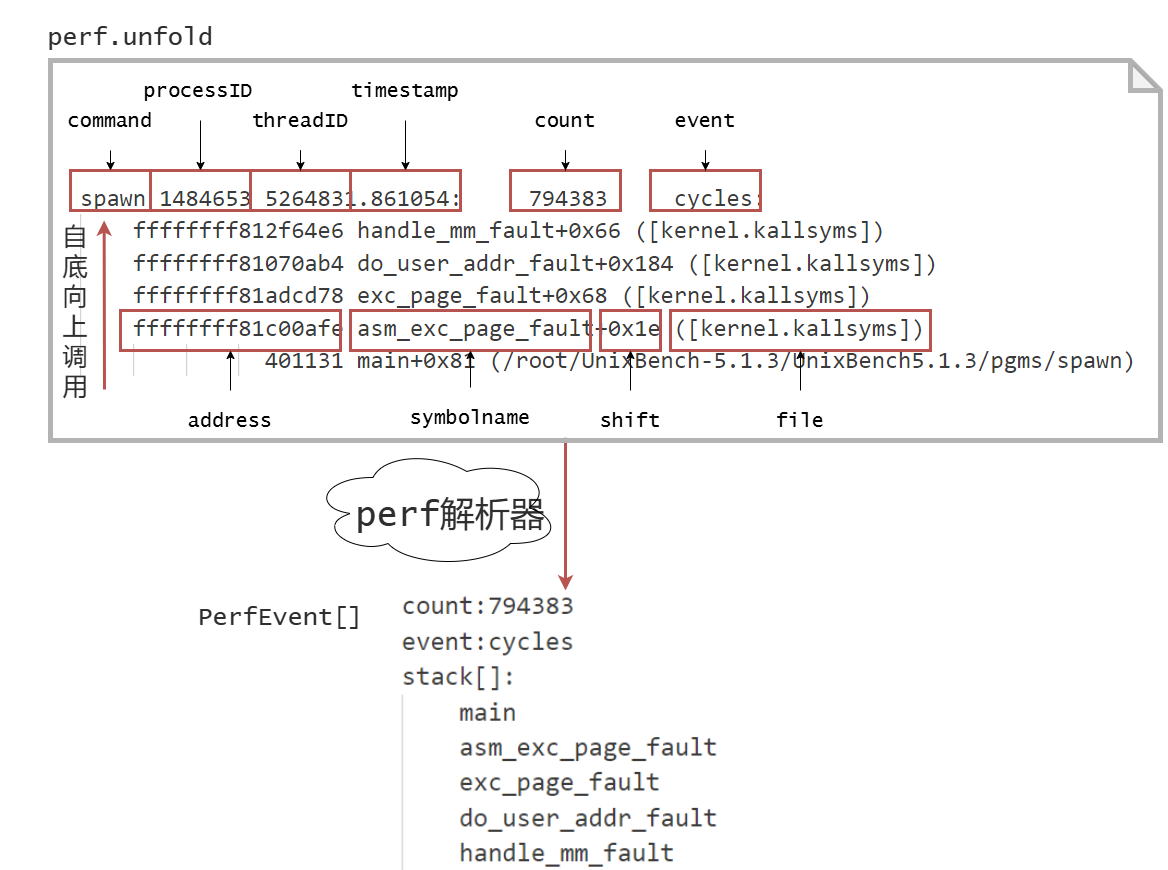 perf.unfold
processID timestamp
command threadID count event
spawn 1484653 5264831.861054: 794383 cycles:
ffffffff812f64e6 handle_mm_fault+0x66 ([kernel.kallsyms])
ffffffff81070ab4 do_user_addr_fault+0x184 ([kernel.kallsyms])
ffffffff81adcd78 exc_page_fault+0x68 ([kernel.kallsyms])
ffffffff81c00afe asm_exc_page_fault+0x1e ([kernel.kallsyms])
401131 main+0x81 (/root/UnixBench-5.1.3/UnixBench5.1.3/pgms/spawn)
自底向上调用
address symbolname shift file
perf解析器
PerfEvent[]
count:794383
event:cycles
stack[]:
main
asm_exc_page_fault
exc_page_fault
do_user_addr_fault
handle_mm_fault